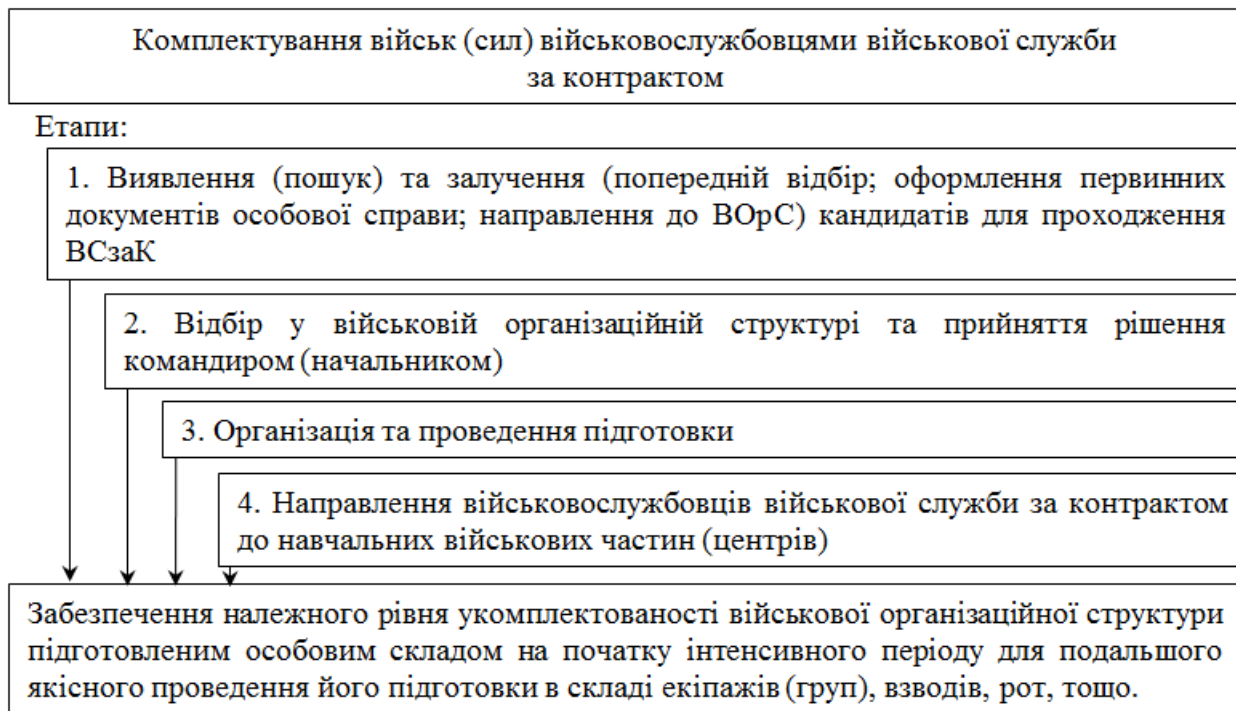 Комплектування військ (сил) військовослужбовцями військової служби
за контрактом
Етапи:
1. Виявлення (пошук) та залучення (попередній відбір; оформлення первинних
документів особової справи; направлення до ВОрС) кандидатів для проходження
ВСзаК
2. Відбір у військовій організаційній структурі та прийняття рішення
командиром (начальником)
3. Організація та проведення підготовки
4. Направлення військовослужбовців військової служби за контрактом
до навчальних військових частин (центрів)
Забезпечення належного рівня укомплектованості військової організаційної структури
підготовленим особовим складом на початку інтенсивного періоду для подальшого
якісного проведення його підготовки в складі екіпажів (груп), взводів, рот, тощо.